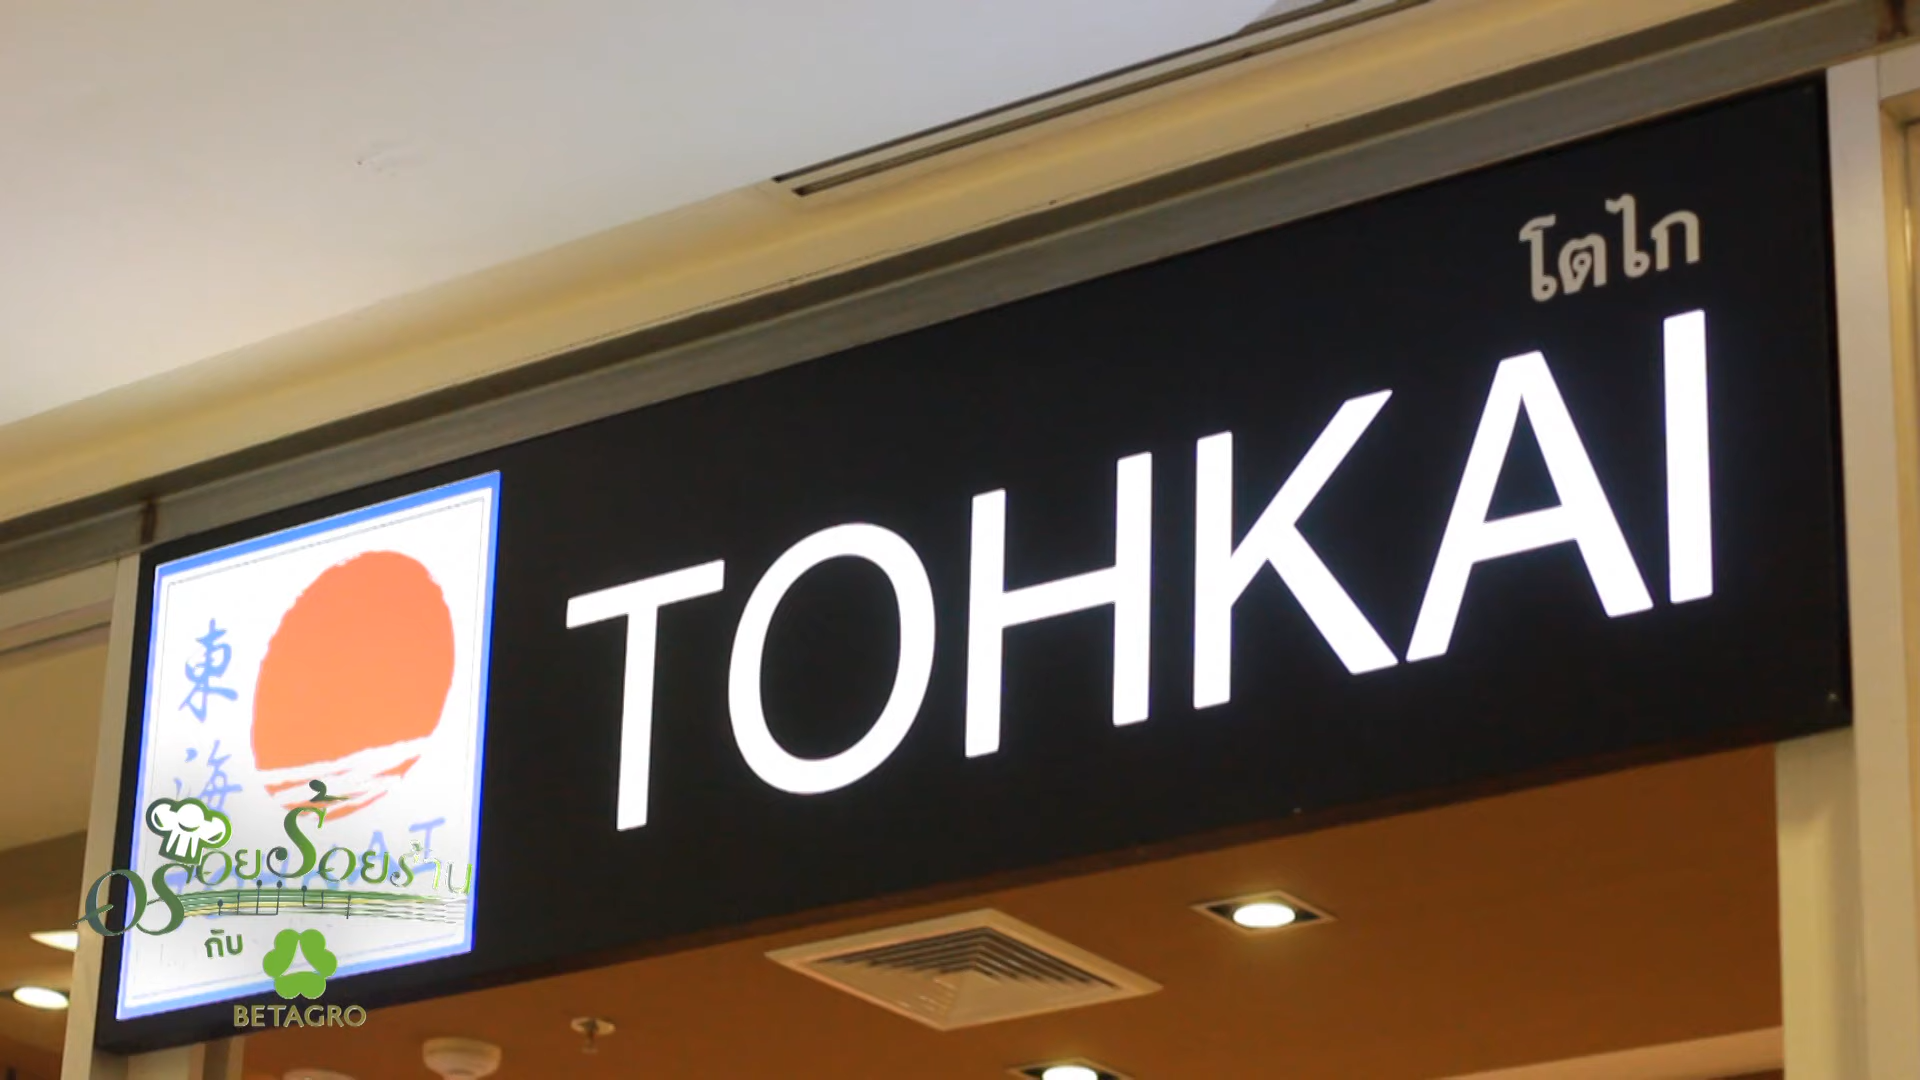 โตไก
TOHKAI
東
海
อร่อยร้อยร้าน
กับ
BETAGRO